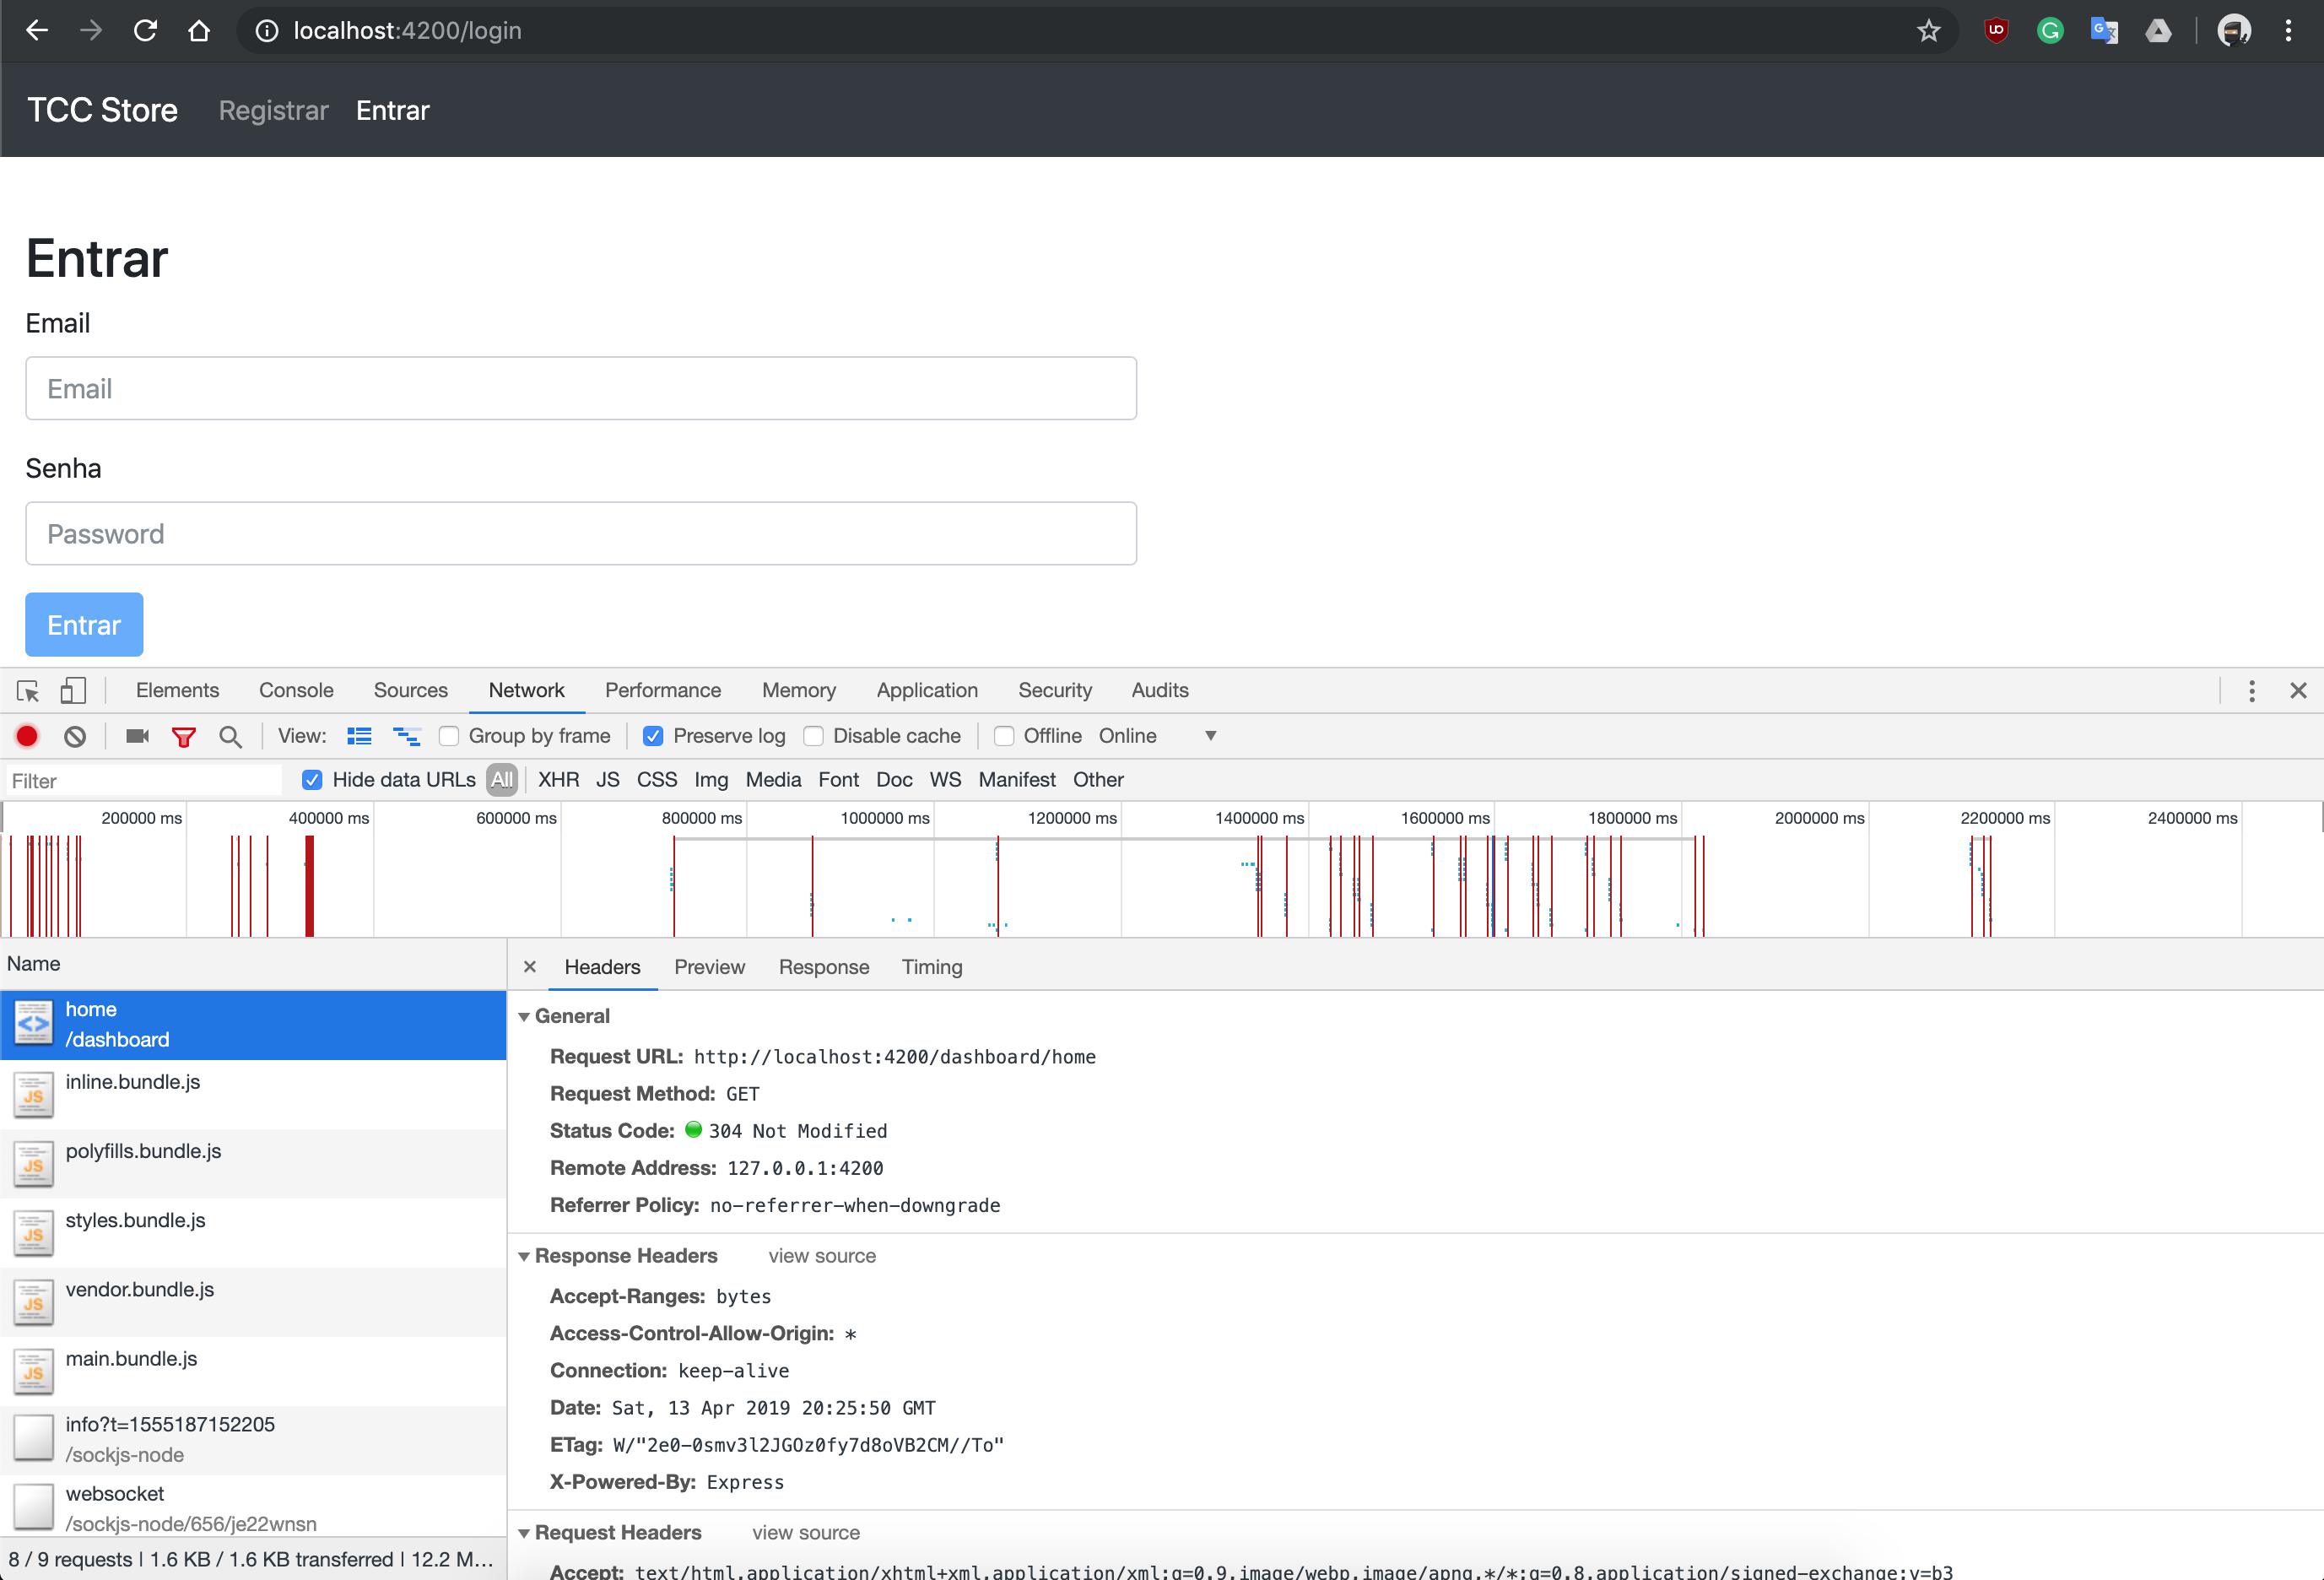 localhost:4200/login
TCC Store Registrar Entrar
Entrar
Email
Email
Senha
Password
Entrar
Elements Console Sources Network Performance Memory Application Security Audits
View: Group by frame Preserve log Disable cache Offline Online
Filter Hide data URLs All XHR JS CSS Img Media Font Doc WS Manifest Other
200000 ms 400000 ms 600000 ms 800000 ms 1000000 ms 1200000 ms 1400000 ms 1600000 ms 1800000 ms 2000000 ms 2200000 ms 2400000 ms
Name
home
/dashboard
inline.bundle.js
polyfills.bundle.js
styles.bundle.js
vendor.bundle.js
main.bundle.js
info?t=1555187152205
/sockjs-node
websocket
/sockjs-node/656/je22wnsn
8 / 9 requests | 1.6 KB / 1.6 KB transferred | 12.2 M...
Headers Preview Response Timing
General
Request URL: http://localhost:4200/dashboard/home
Request Method: GET
Status Code: 304 Not Modified
Remote Address: 127.0.0.1:4200
Referrer Policy: no-referrer-when-downgrade
Response Headers view source
Accept-Ranges: bytes
Access-Control-Allow-Origin: *
Connection: keep-alive
Date: Sat, 13 Apr 2019 20:25:50 GMT
ETag: W/"2e0-0smv3l2JGOz0fy7d8oVB2CM//To"
X-Powered-By: Express
Request Headers view source
Accept: text/html,application/xhtml+xml,application/xml;q=0.9,image/webp,image/apng,*/*;q=0.8,application/signed-exchange;v=b3